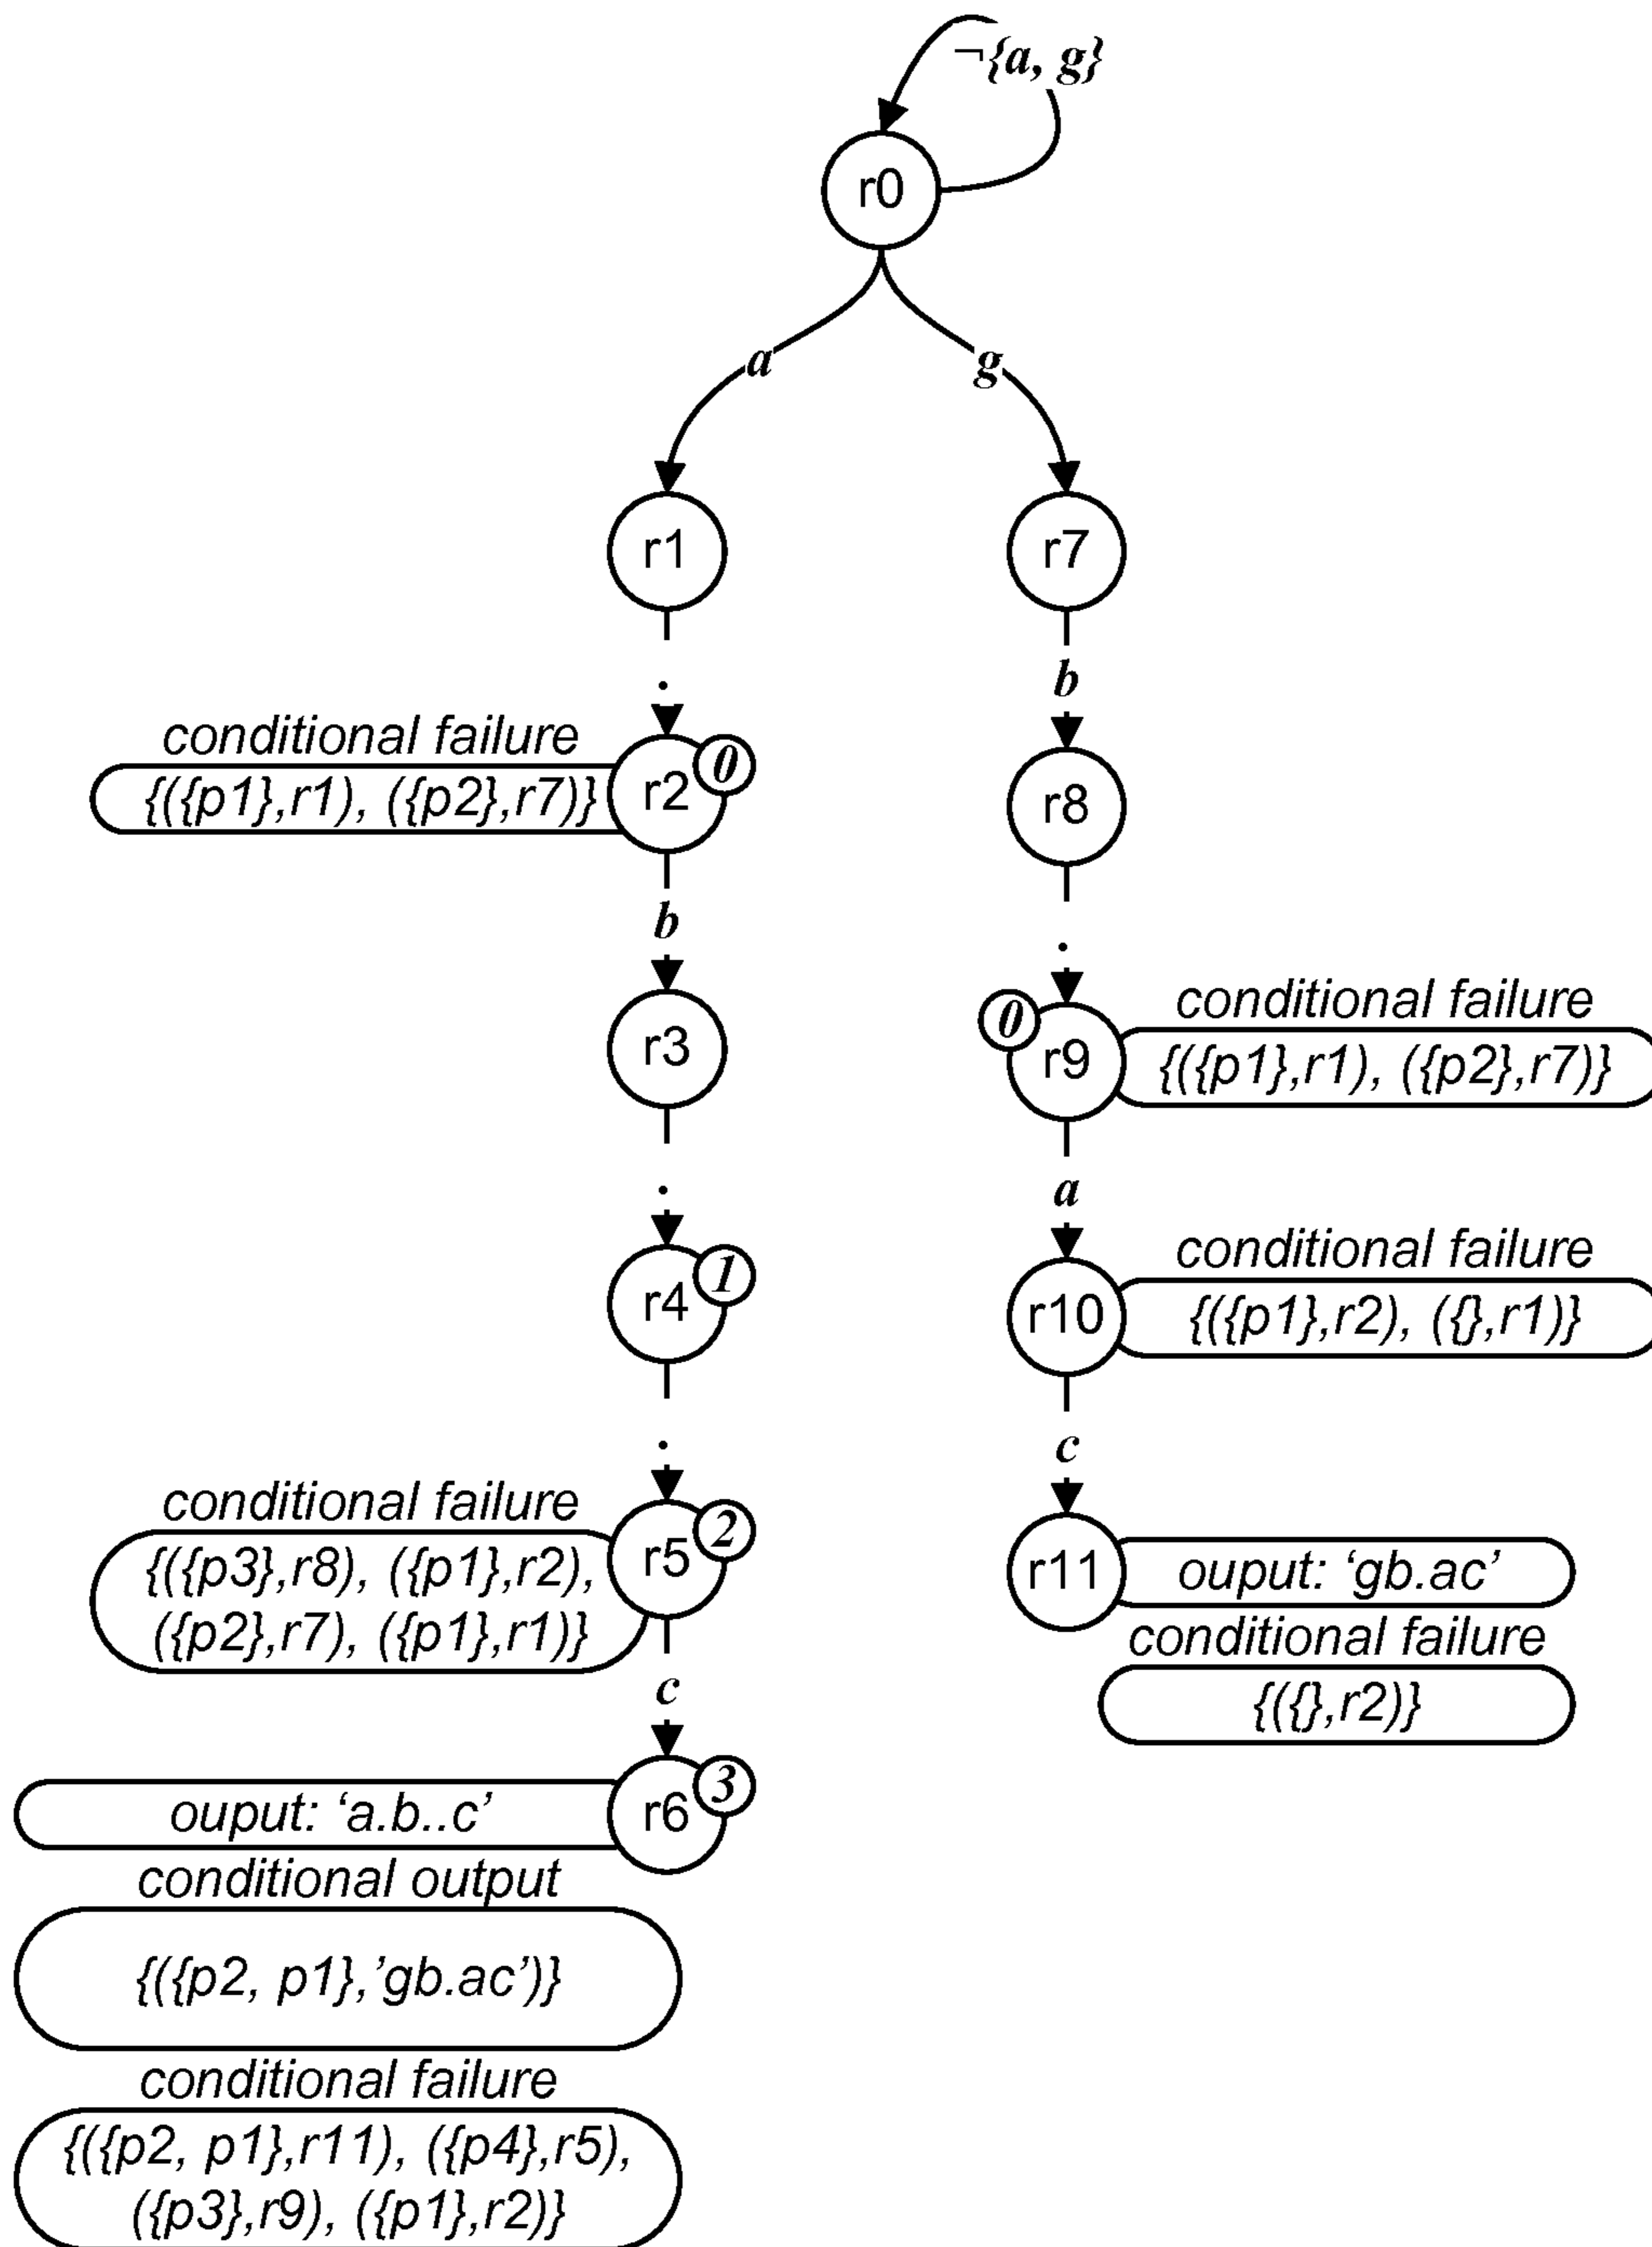 ¬{a, g}
r0
a
g
r1
r7
.
b
conditional failure
{({p1},r1), ({p2},r7)}
r2
0
r8
b
.
r3
conditional failure
0
r9
{({p1},r1), ({p2},r7)}
.
a
r4
1
conditional failure
r10
{({p1},r2), ({},r1)}
.
c
conditional failure
{({p3},r8), ({p1},r2),
({p2},r7), ({p1},r1)}
r5
2
r11
ouput: ‘gb.ac’
conditional failure
{({},r2)}
c
ouput: ‘a.b..c’
r6
3
conditional output
{({p2, p1},’gb.ac’)}
conditional failure
{({p2, p1},r11), ({p4},r5),
({p3},r9), ({p1},r2)}